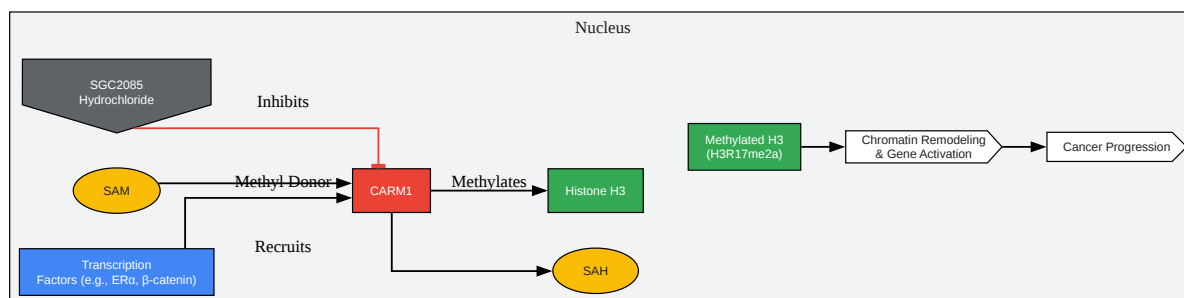 Nucleus
SGC2085
Hydrochloride
Inhibits
SAM
Methyl Donor
CARM1
Methylates
Histone H3
Recruits
Transcription
Factors (e.g., ERα, β-catenin)
SAH
Methylated H3
(H3R17me2a)
Chromatin Remodeling
& Gene Activation
Cancer Progression